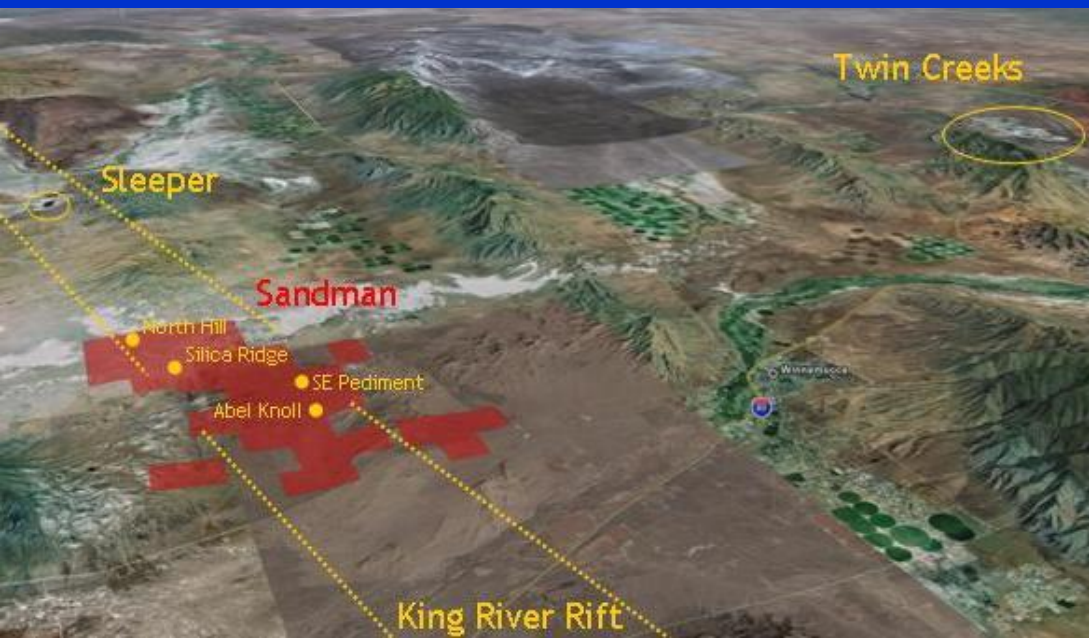 Twin Creeks
Sleeper
Sandman
North Hill
Silica Ridge
SE Pediment
Abel Knoll
Winnemucca
King River Rift